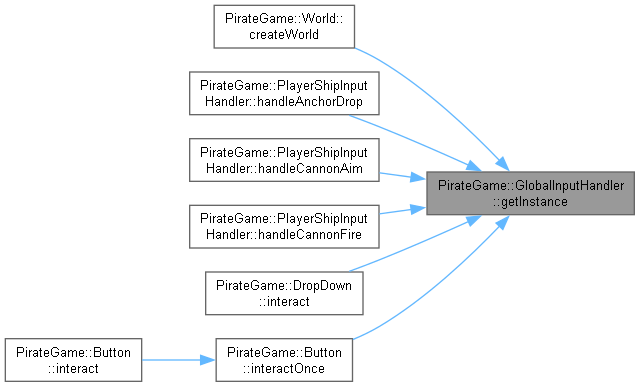 PirateGame::World::
createWorld
PirateGame::PlayerShipInput
Handler::handleAnchorDrop
PirateGame::PlayerShipInput
Handler::handleCannonAim
PirateGame::GlobalInputHandler
::getInstance
PirateGame::PlayerShipInput
Handler::handleCannonFire
PirateGame::DropDown
::interact
PirateGame::Button
::interact
PirateGame::Button
::interactOnce